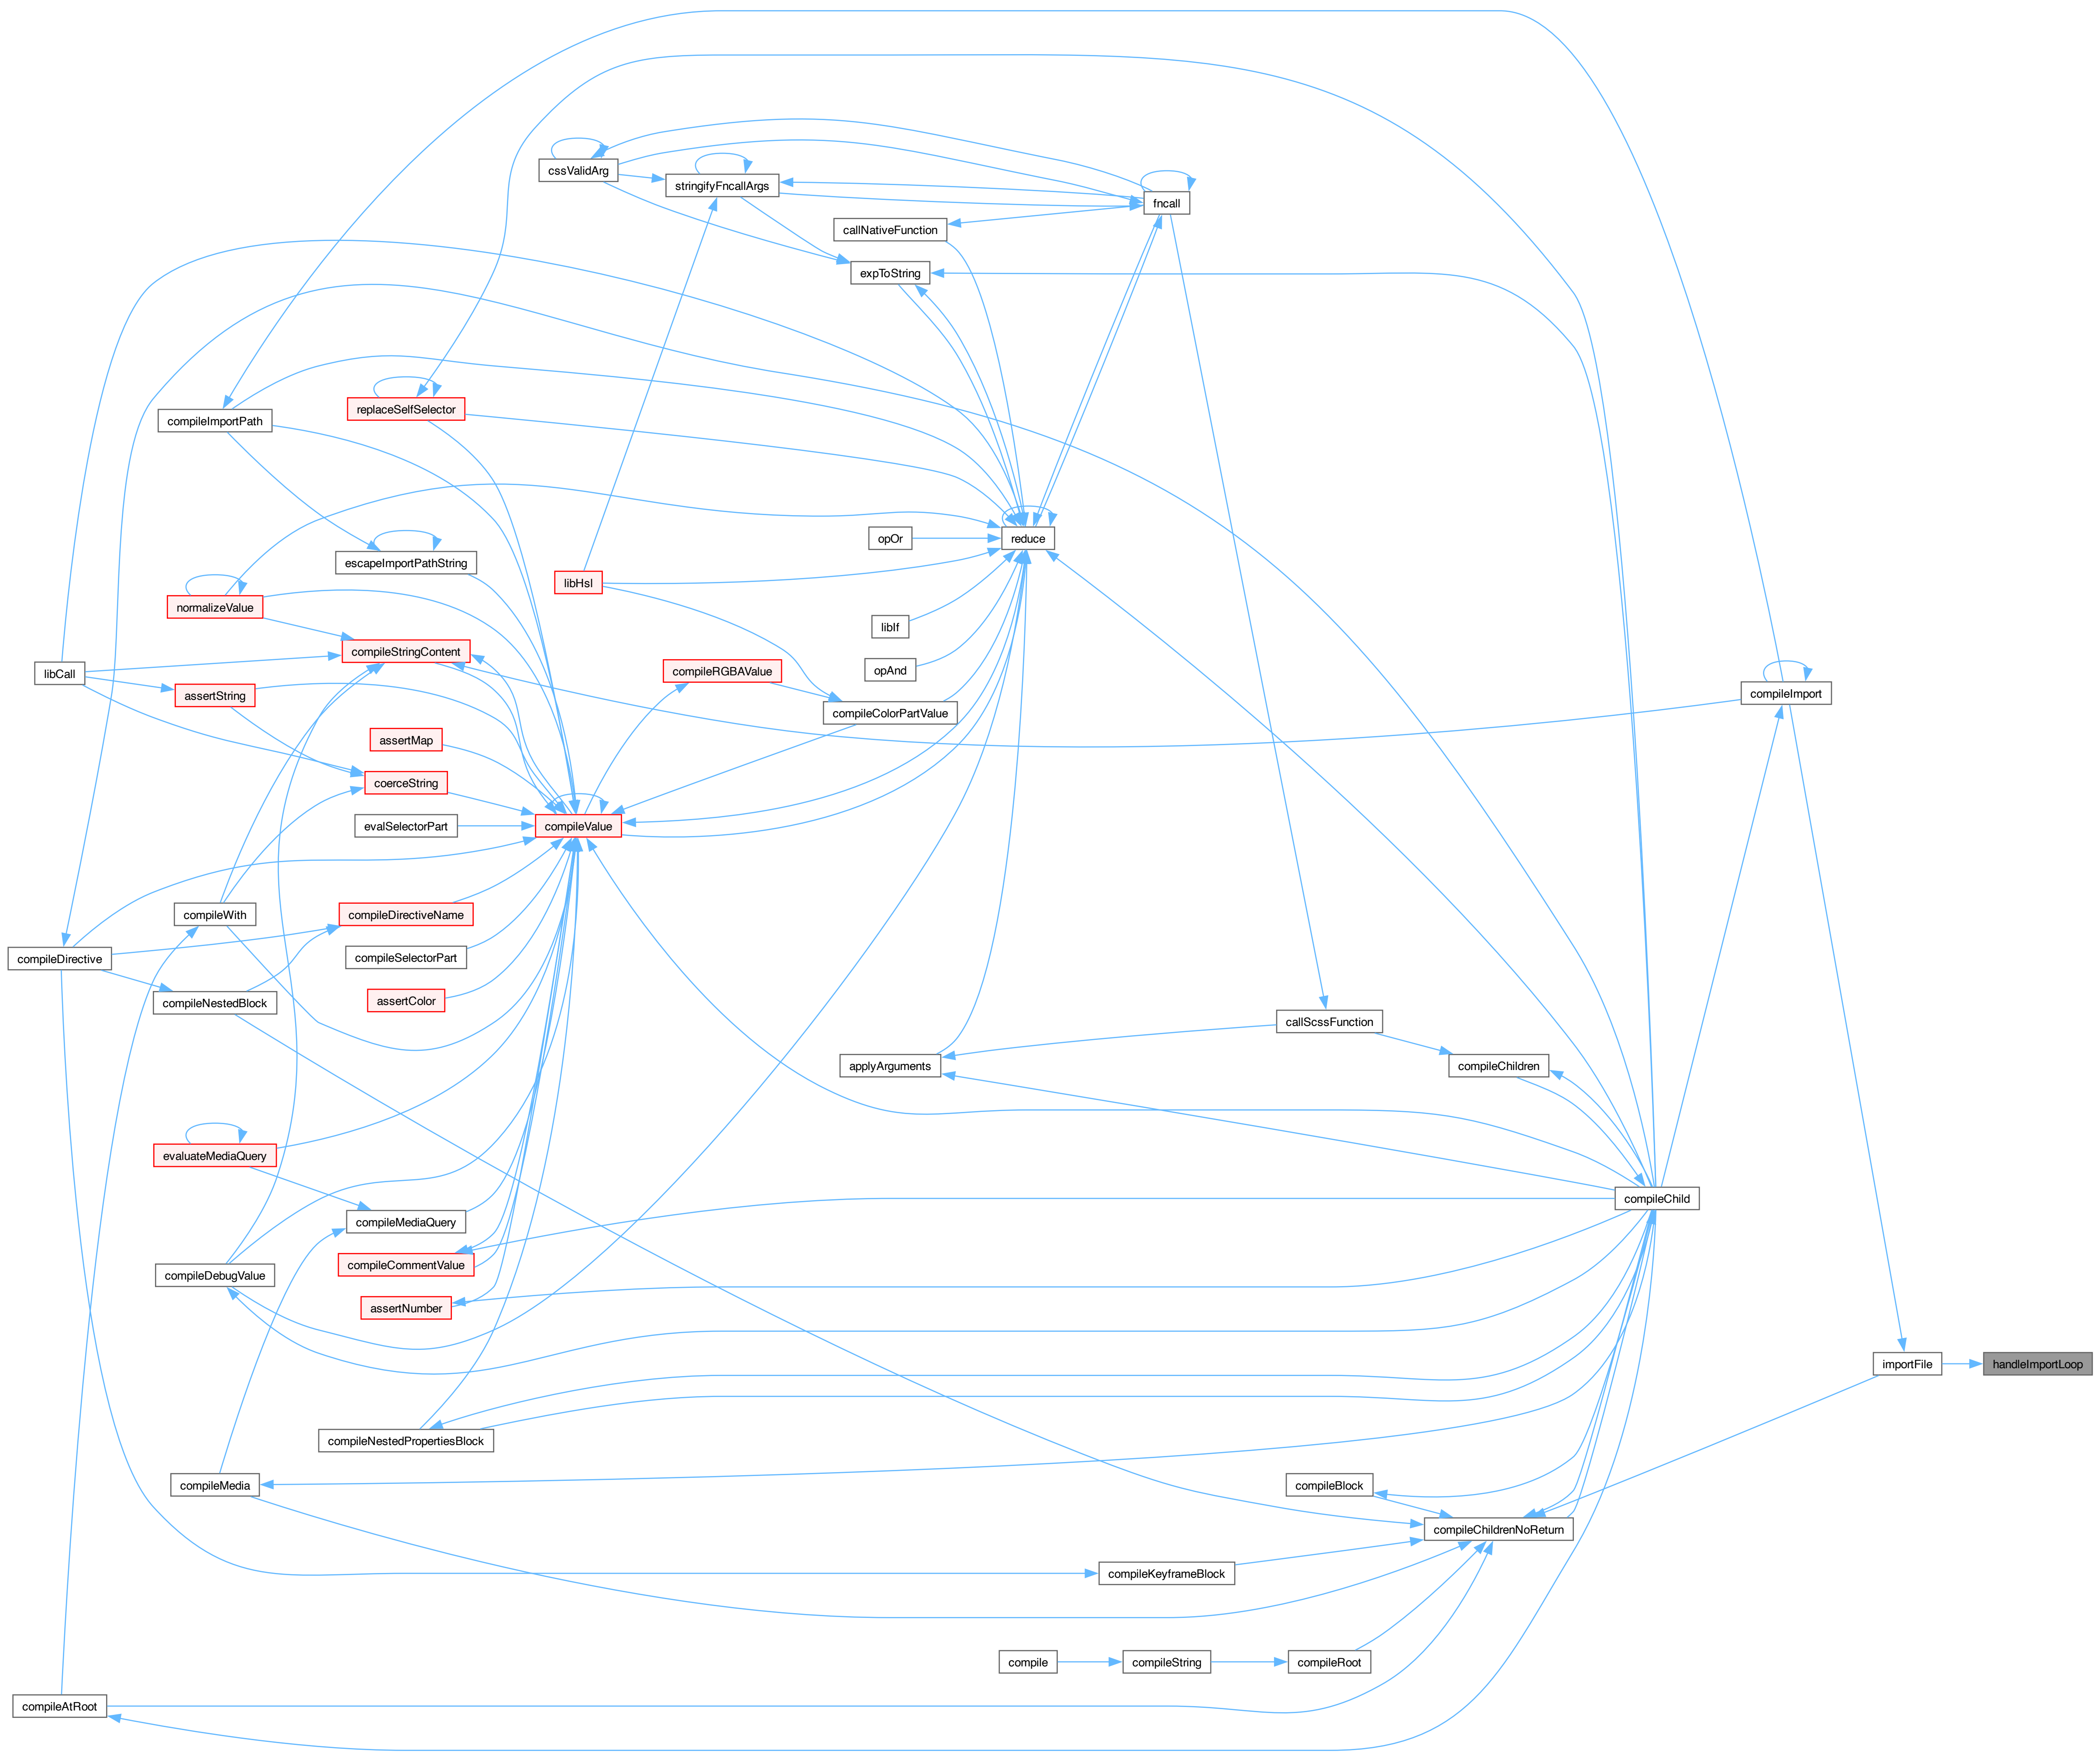 cssValidArg
stringifyFncallArgs
fncall
callNativeFunction
expToString
replaceSelfSelector
compileImportPath
opOr
reduce
escapeImportPathString
libHsl
normalizeValue
libIf
compileStringContent
libCall
opAnd
compileRGBAValue
assertString
compileImport
compileColorPartValue
assertMap
coerceString
evalSelectorPart
compileValue
compileWith
compileDirectiveName
compileDirective
compileSelectorPart
compileNestedBlock
assertColor
callScssFunction
applyArguments
compileChildren
evaluateMediaQuery
compileChild
compileMediaQuery
compileCommentValue
compileDebugValue
assertNumber
importFile
handleImportLoop
compileNestedPropertiesBlock
compileMedia
compileBlock
compileChildrenNoReturn
compileKeyframeBlock
compile
compileString
compileRoot
compileAtRoot